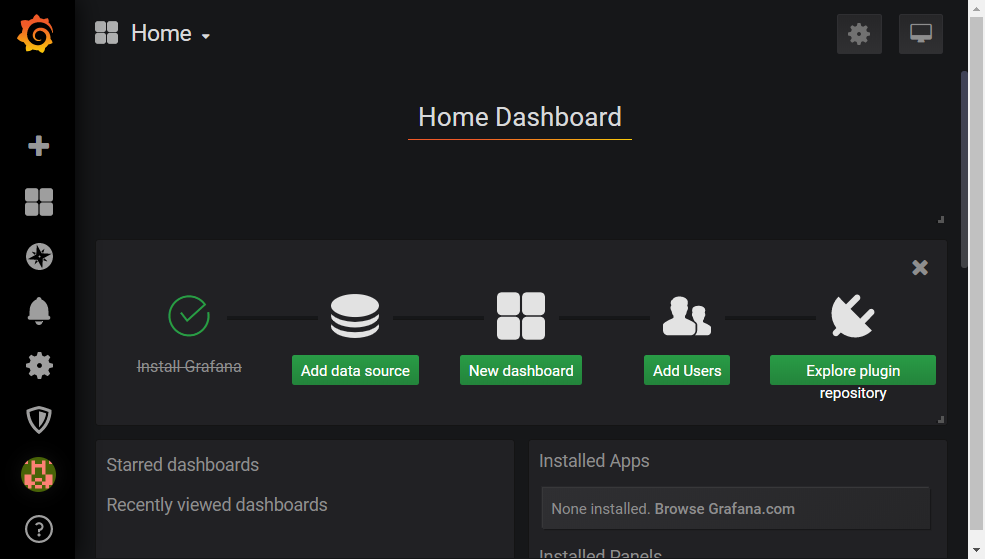 Home
Home Dashboard
Install Grafana
Add data source
New dashboard
Add Users
Explore plugin
repository
Starred dashboards
Recently viewed dashboards
Installed Apps
None installed. Browse Grafana.com
Installed Panels